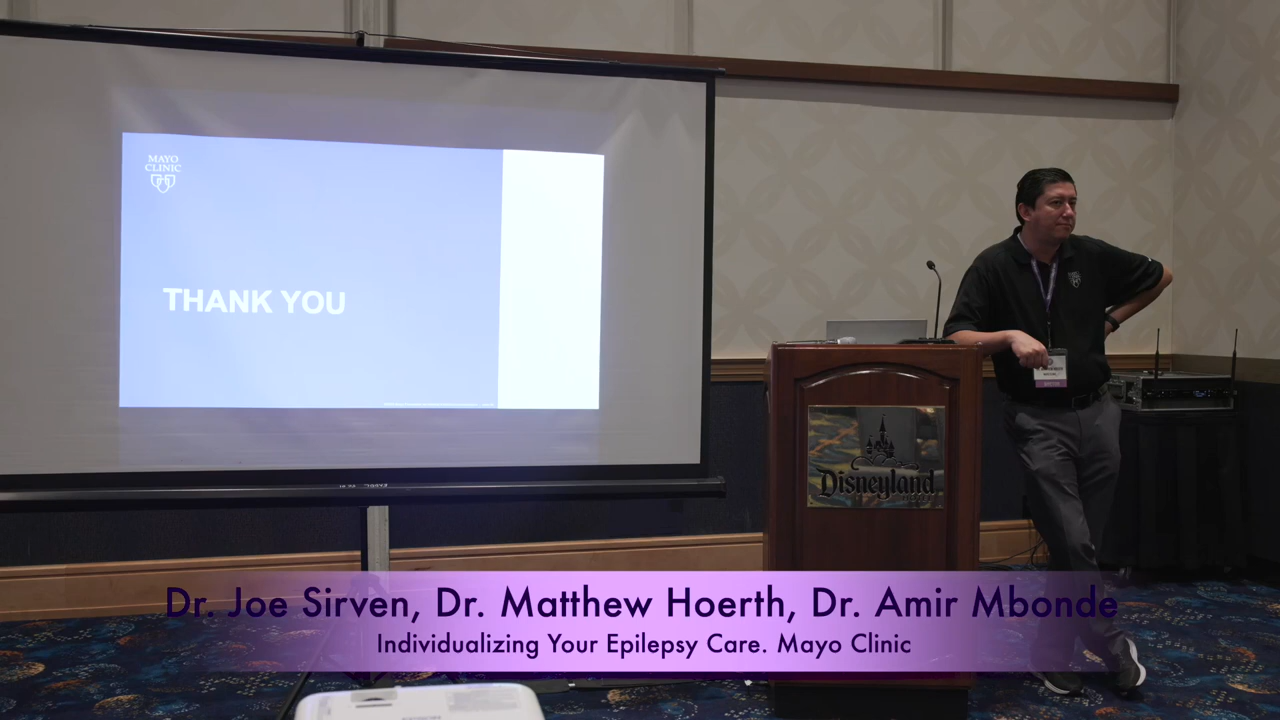 MAYO
CLINIC
THANK YOU
Disneyland
Dr. Joe Sirven, Dr. Matthew Hoerth, Dr. Amir Mbonde
Individualizing Your Epilepsy Care. Mayo Clinic